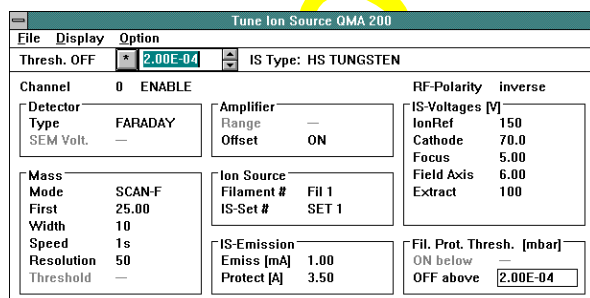 Tune Ion Source QMA 200
File Display Option
Thresh. OFF * 2.00E-04 IS Type: HS TUNGSTEN
Channel 0 ENABLE
RF-Polarity inverse
Detector
Type FARADAY
SEM Volt. —
Amplifier
Range —
Offset ON
IS-Voltages [V]
IonRef 150
Cathode 70.0
Focus 5.00
Field Axis 6.00
Extract 100
Mass
Mode SCAN-F
First 25.00
Width 10
Speed 1s
Resolution 50
Threshold —
Ion Source
Filament # Fil 1
IS-Set # SET 1
IS-Emission
Emiss [mA] 1.00
Protect [A] 3.50
Fil. Prot. Thresh. [mbar]
ON below —
OFF above 2.00E-04